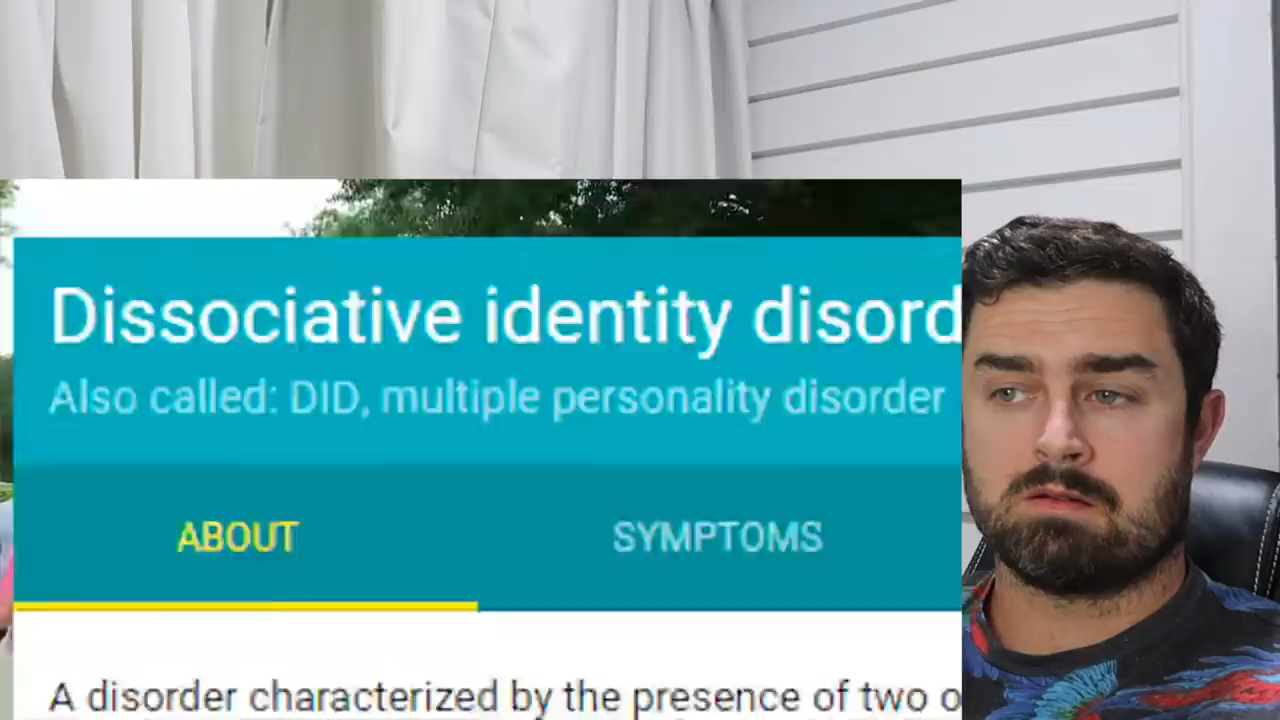 Dissociative identity disord
Also called: DID, multiple personality disorder
ABOUT
SYMPTOMS
A disorder characterized by the presence of two o